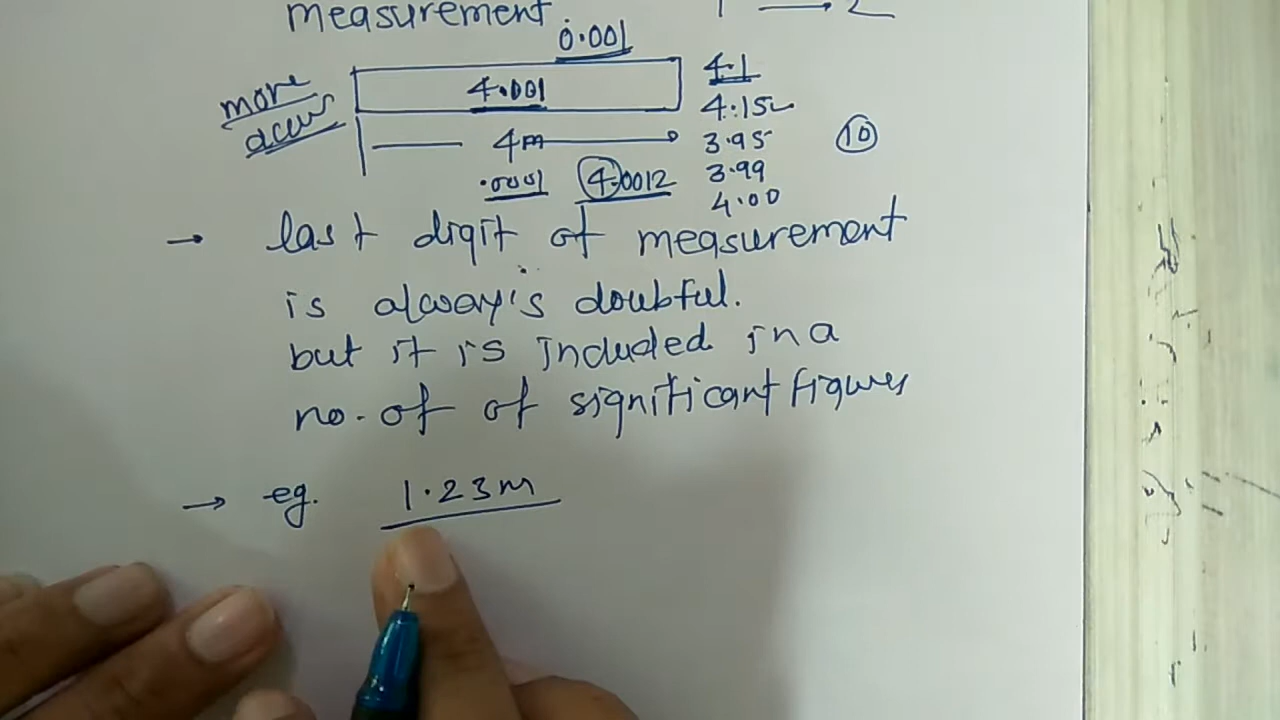 measurement 1 → 2
0.001
more 4.001 4.1
4.15
4m 3.95 10
3.99
.0001 4.0012
4.00
→ last digit of measurement
is always doubtful.
but it is included in a
no. of of significant figures
→ eg. 1.23m